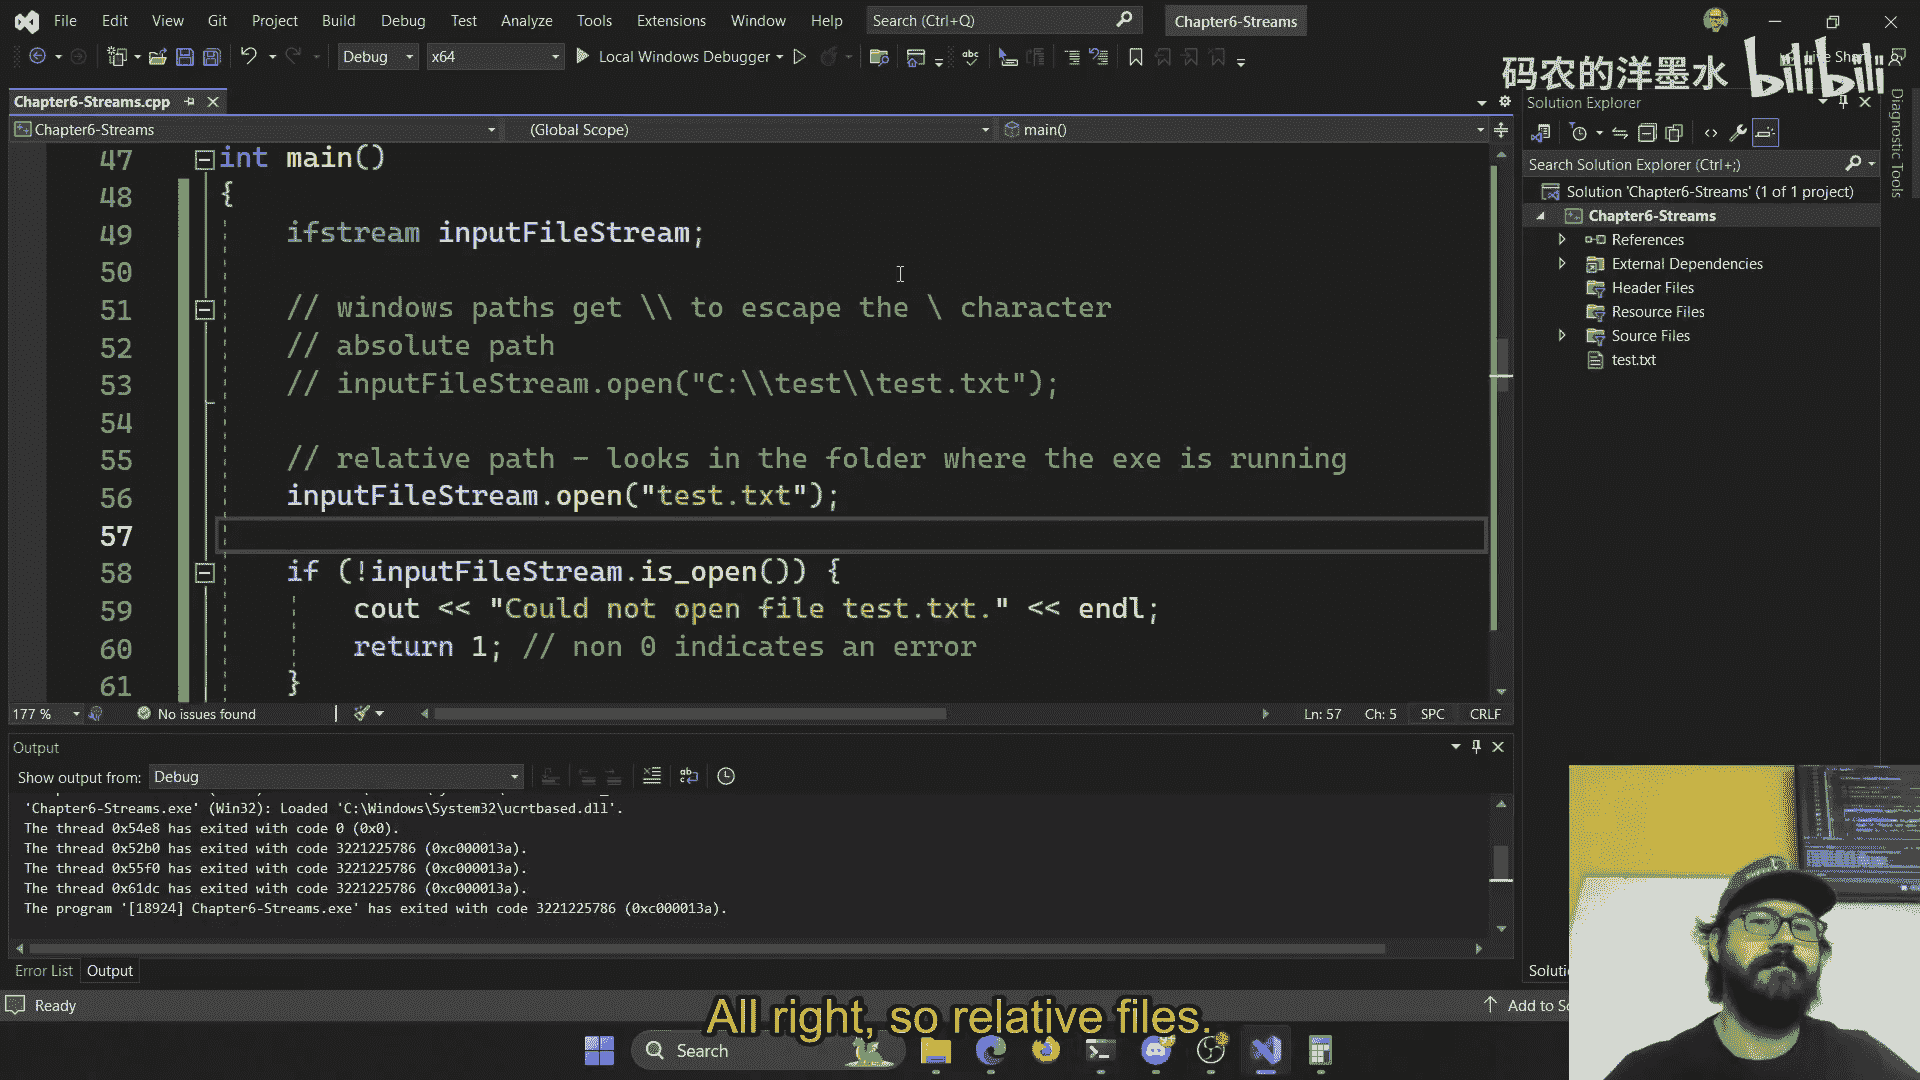 File Edit View Git Project Build Debug Test Analyze Tools Extensions Window Help Search (Ctrl+Q) Chapter6-Streams
Debug x64 Local Windows Debugger
码农的洋墨水 bilibili
Chapter6-Streams.cpp
Chapter6-Streams (Global Scope) main()
47 int main()
48 {
49 ifstream inputFileStream;
50
51 // windows paths get \\ to escape the \ character
52 // absolute path
53 // inputFileStream.open("C:\\test\\test.txt");
54
55 // relative path – looks in the folder where the exe is running
56 inputFileStream.open("test.txt");
57
58 if (!inputFileStream.is_open()) {
59 cout << "Could not open file test.txt." << endl;
60 return 1; // non 0 indicates an error
61 }
177 % No issues found Ln: 57 Ch: 5 SPC CRLF
Output
Show output from: Debug
'Chapter6-Streams.exe' (Win32): Loaded 'C:\Windows\System32\ucrtbased.dll'.
The thread 0x54e8 has exited with code 0 (0x0).
The thread 0x52b0 has exited with code 3221225786 (0xc000013a).
The thread 0x55f0 has exited with code 3221225786 (0xc000013a).
The thread 0x61dc has exited with code 3221225786 (0xc000013a).
The program '[18924] Chapter6-Streams.exe' has exited with code 3221225786 (0xc000013a).
Error List Output
Ready
Solution Explorer
Search Solution Explorer (Ctrl+;)
Solution 'Chapter6-Streams' (1 of 1 project)
Chapter6-Streams
References
External Dependencies
Header Files
Resource Files
Source Files
test.txt
Diagnostic Tools
Soluti
Add to So
All right, so relative files.
Search